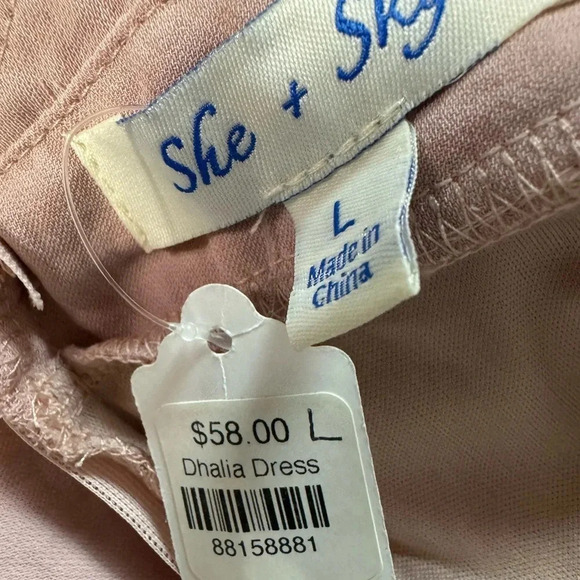 She + Sky
L
Made in
China
$58.00 L
Dhalia Dress
88158881